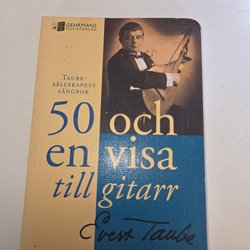 GEHRMANS
MUSIKFÖRLAG
TAUBE-
SÄLLSKAPETS
SÅNGBOK
50 och
en visa
till gitarr
Evert Taube